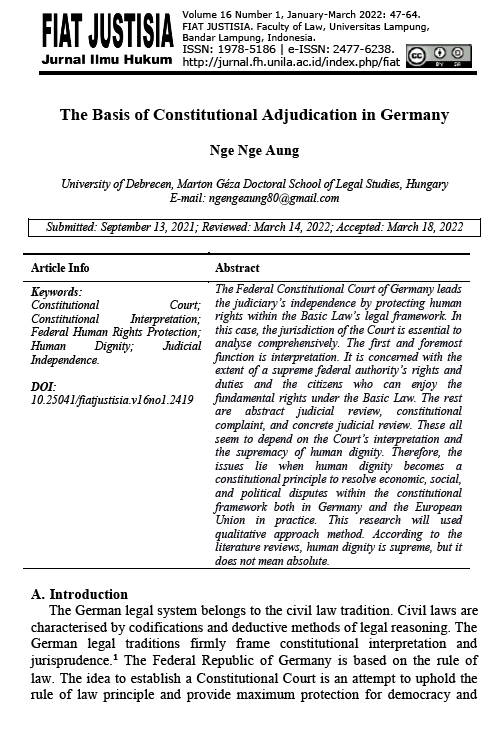 FIAT JUSTISIA
Jurnal Ilmu Hukum
Volume 16 Number 1, January-March 2022: 47-64.
FIAT JUSTISIA. Faculty of Law, Universitas Lampung,
Bandar Lampung, Indonesia.
ISSN: 1978-5186 | e-ISSN: 2477-6238.
http://jurnal.fh.unila.ac.id/index.php/fiat
cc
BY SA
The Basis of Constitutional Adjudication in Germany
Nge Nge Aung
University of Debrecen, Marton Géza Doctoral School of Legal Studies, Hungary
E-mail: ngengeaung80@gmail.com
Submitted: September 13, 2021; Reviewed: March 14, 2022; Accepted: March 18, 2022
Article Info
Keywords:
Constitutional Court;
Constitutional Interpretation;
Federal Human Rights Protection;
Human Dignity; Judicial
Independence.
DOI:
10.25041/fiatjustisia.v16no1.2419
Abstract
The Federal Constitutional Court of Germany leads
the judiciary's independence by protecting human
rights within the Basic Law's legal framework. In
this case, the jurisdiction of the Court is essential to
analyse comprehensively. The first and foremost
function is interpretation. It is concerned with the
extent of a supreme federal authority's rights and
duties and the citizens who can enjoy the
fundamental rights under the Basic Law. The rest
are abstract judicial review, constitutional
complaint, and concrete judicial review. These all
seem to depend on the Court's interpretation and
the supremacy of human dignity. Therefore, the
issues lie when human dignity becomes a
constitutional principle to resolve economic, social,
and political disputes within the constitutional
framework both in Germany and the European
Union in practice. This research will used
qualitative approach method. According to the
literature reviews, human dignity is supreme, but it
does not mean absolute.
A. Introduction
The German legal system belongs to the civil law tradition. Civil laws are
characterised by codifications and deductive methods of legal reasoning. The
German legal traditions firmly frame constitutional interpretation and
jurisprudence.¹ The Federal Republic of Germany is based on the rule of
law. The idea to establish a Constitutional Court is an attempt to uphold the
rule of law principle and provide maximum protection for democracy and